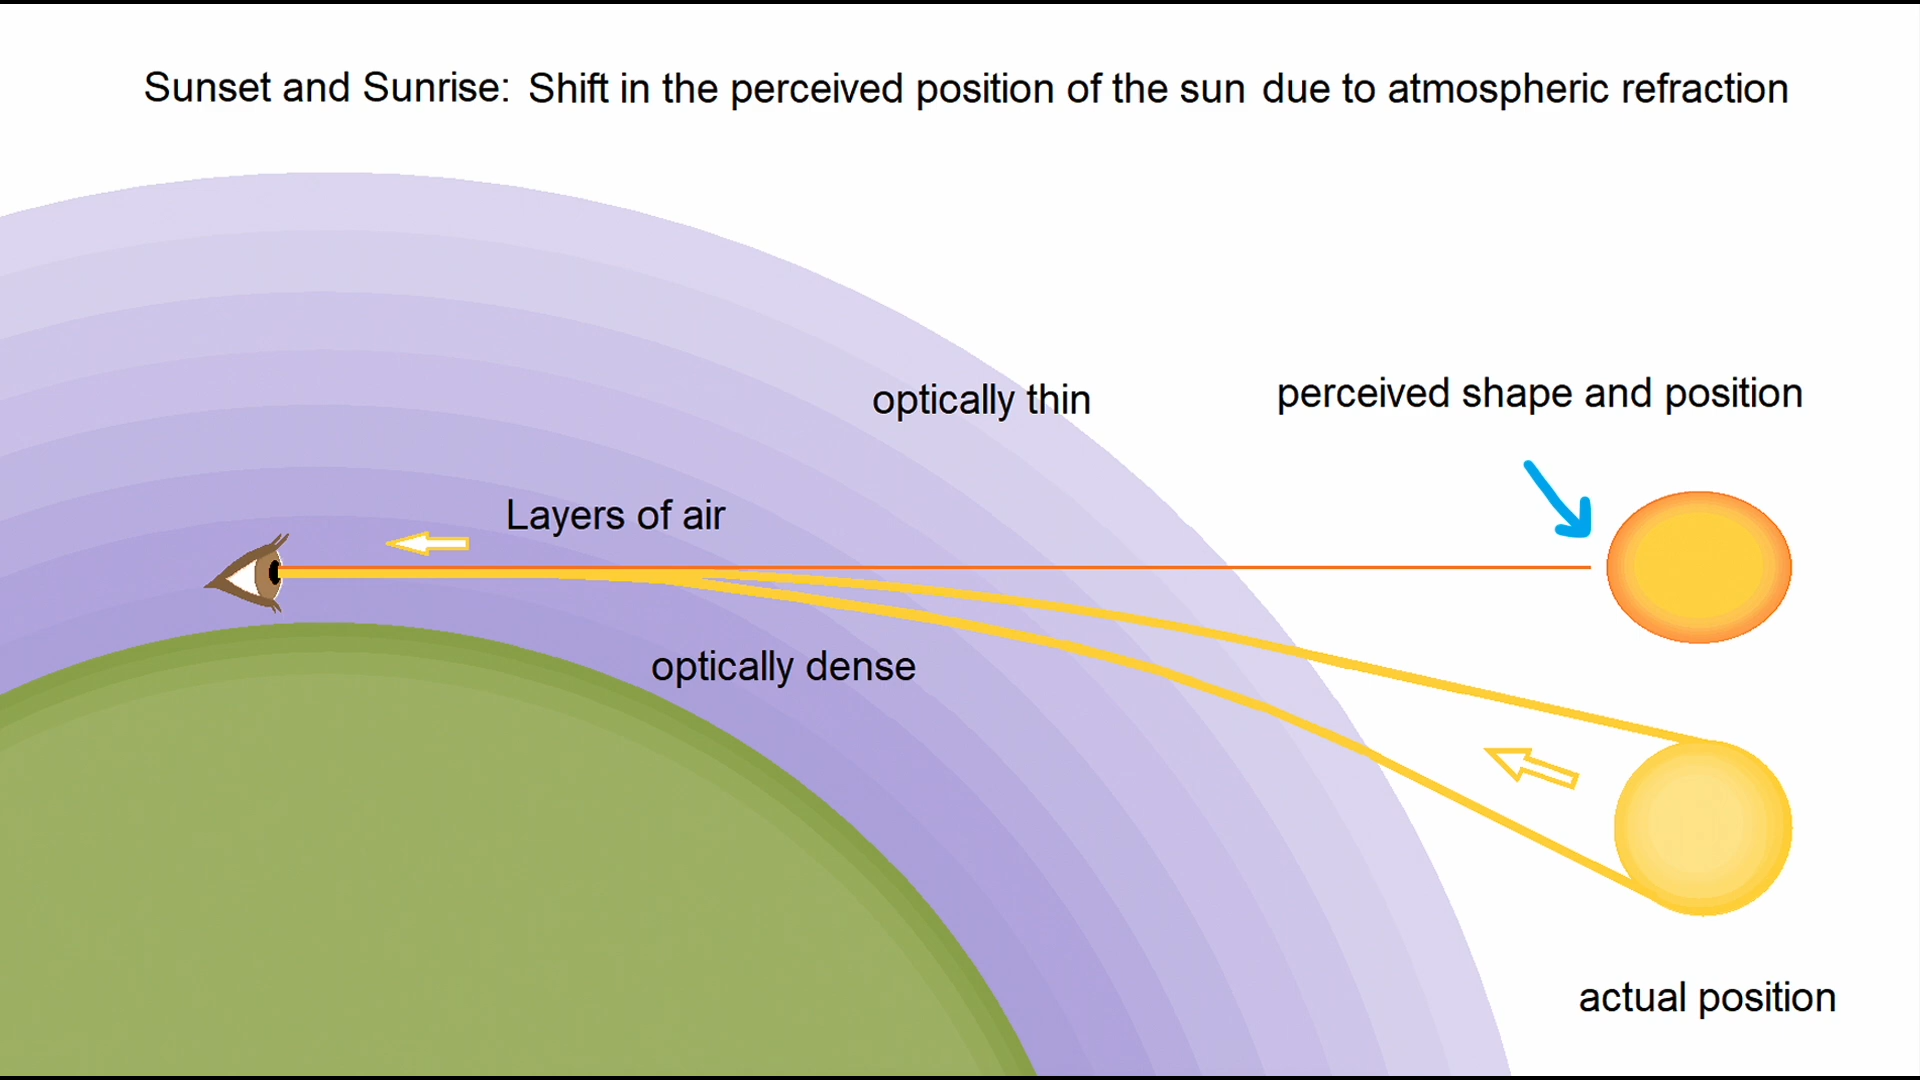 Sunset and Sunrise: Shift in the perceived position of the sun due to atmospheric refraction
optically thin
perceived shape and position
Layers of air
optically dense
actual position